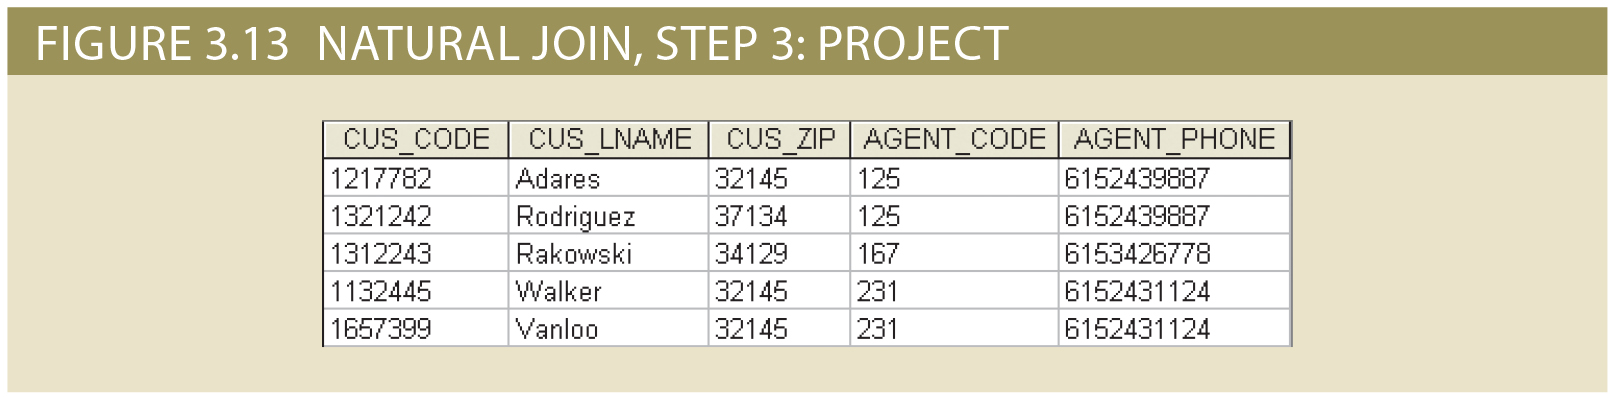 FIGURE 3.13 NATURAL JOIN, STEP 3: PROJECT
CUS_CODE CUS_LNAME CUS_ZIP AGENT_CODE AGENT_PHONE
1217782 Adares 32145 125 6152439887
1321242 Rodriguez 37134 125 6152439887
1312243 Rakowski 34129 167 6153426778
1132445 Walker 32145 231 6152431124
1657399 Vanloo 32145 231 6152431124